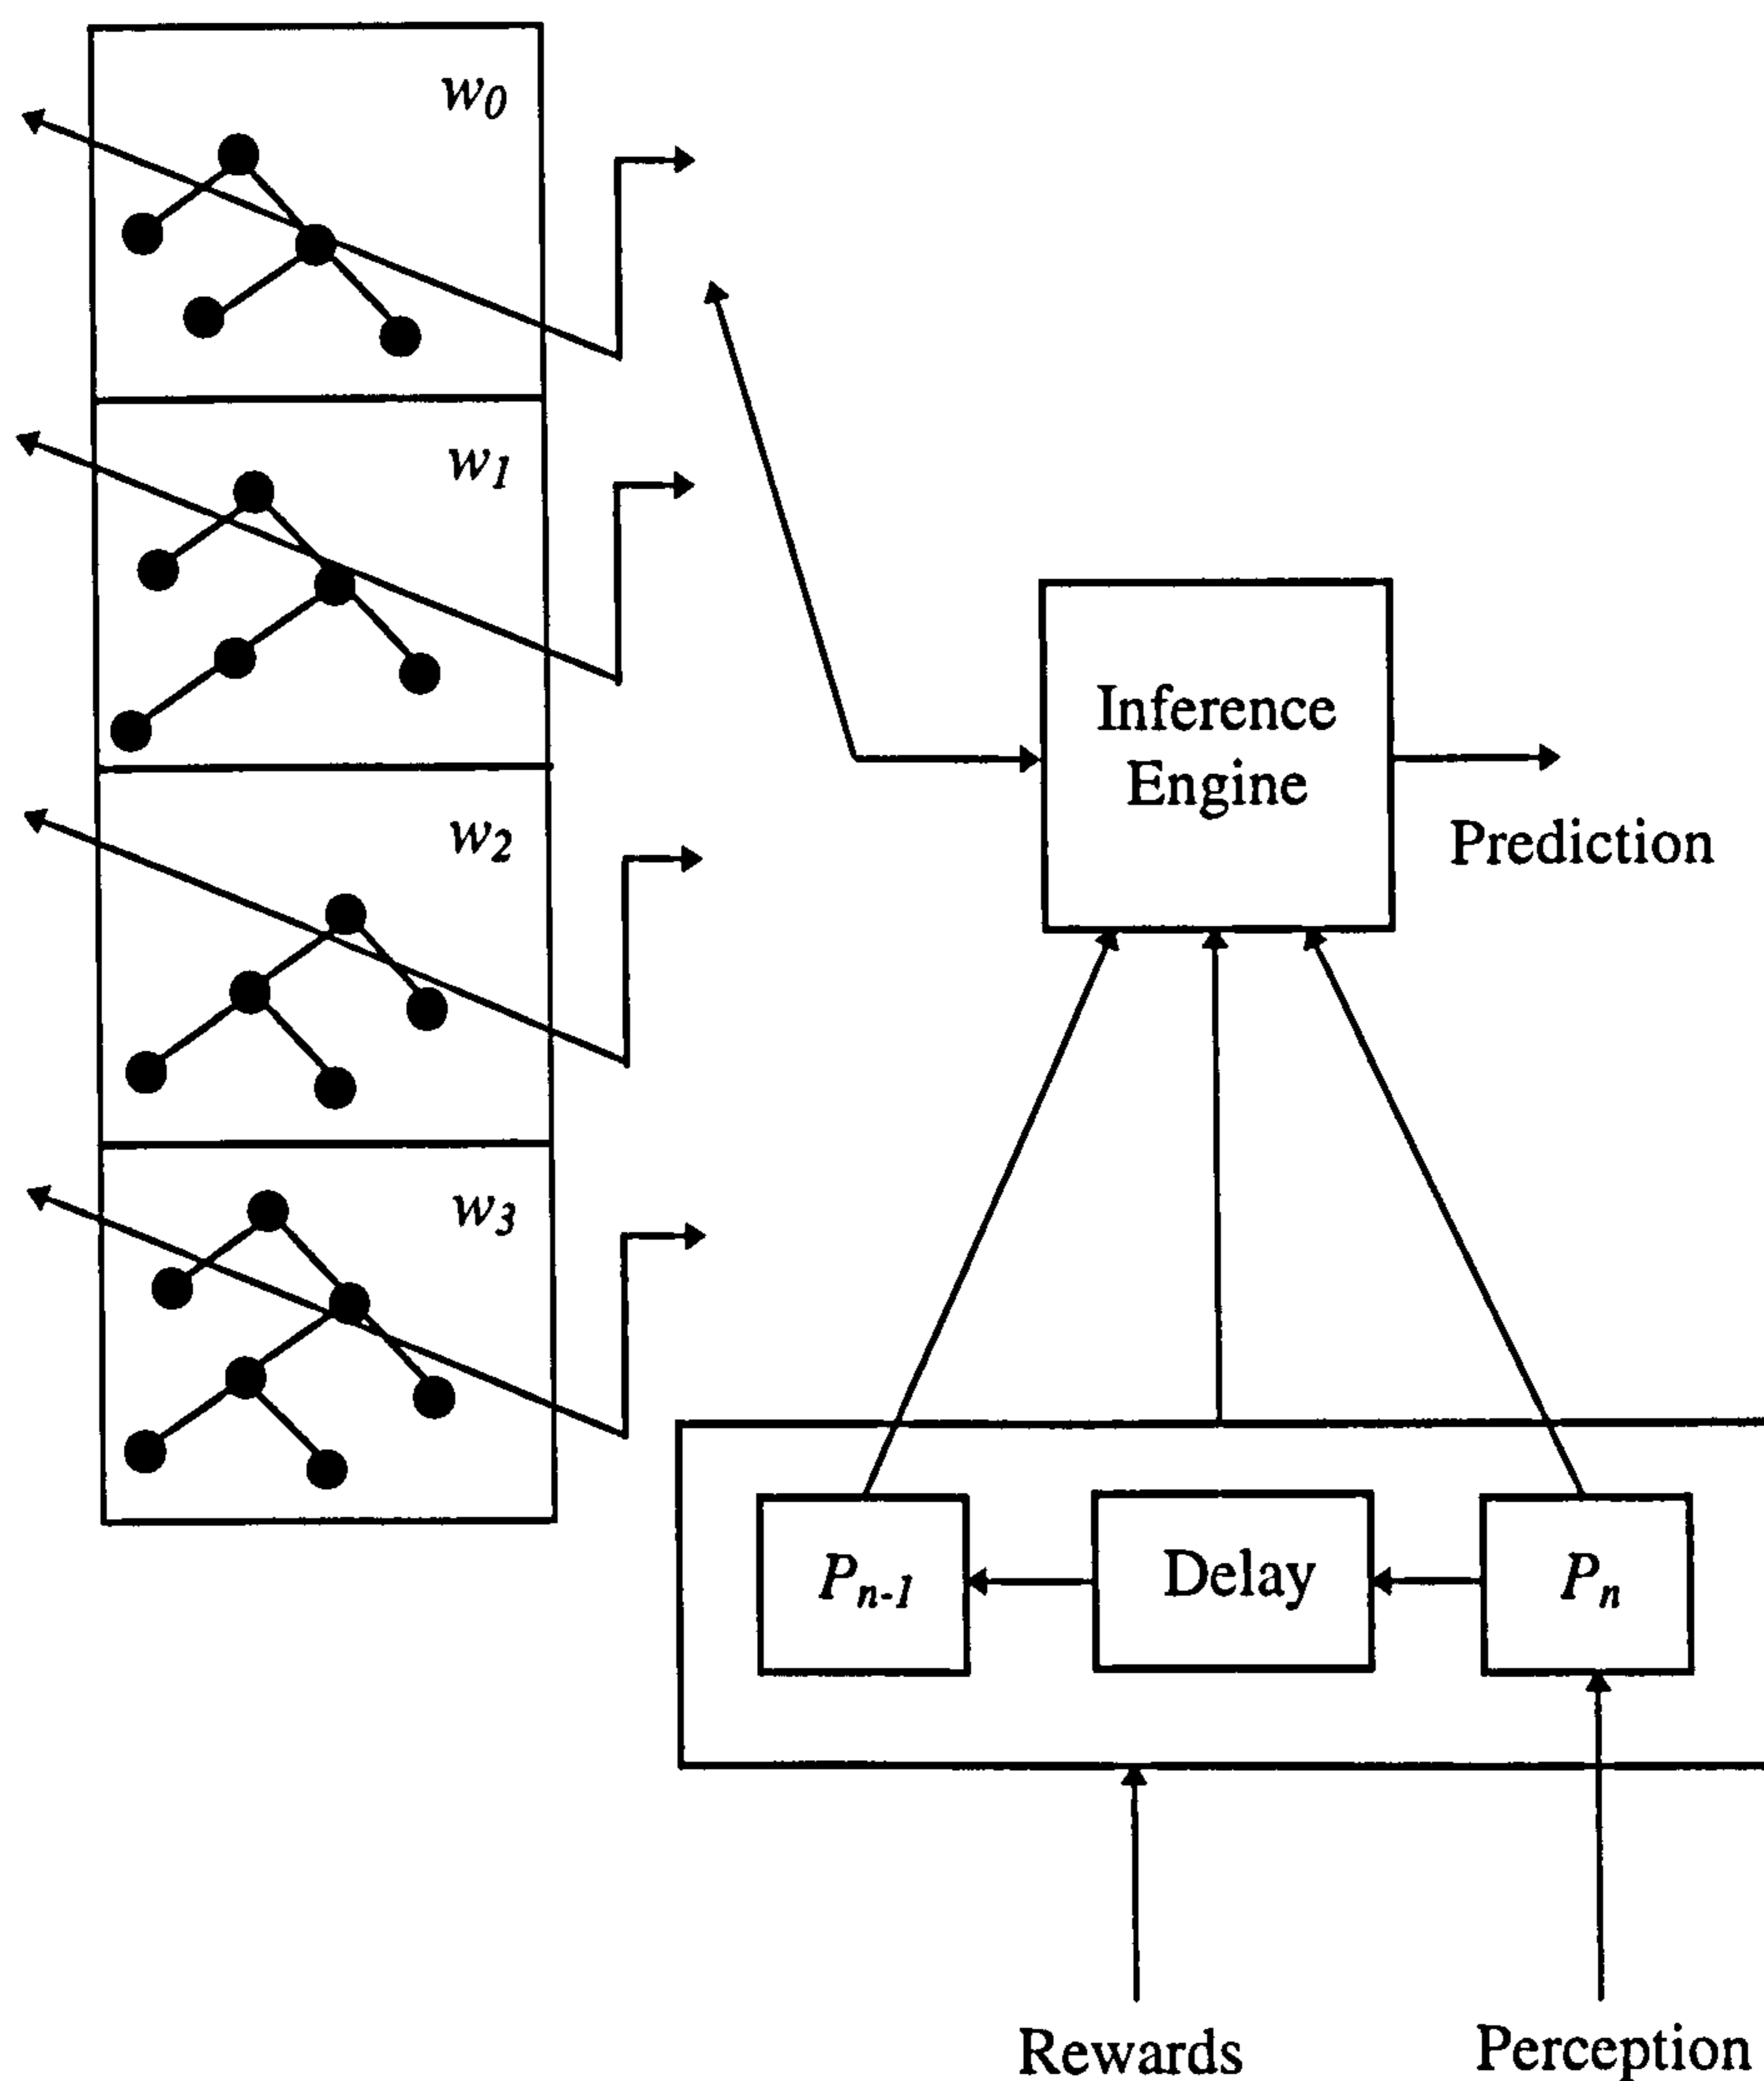 w0
w1
w2
w3
Inference
Engine
Prediction
Pn-1
Delay
Pn
Rewards
Perception